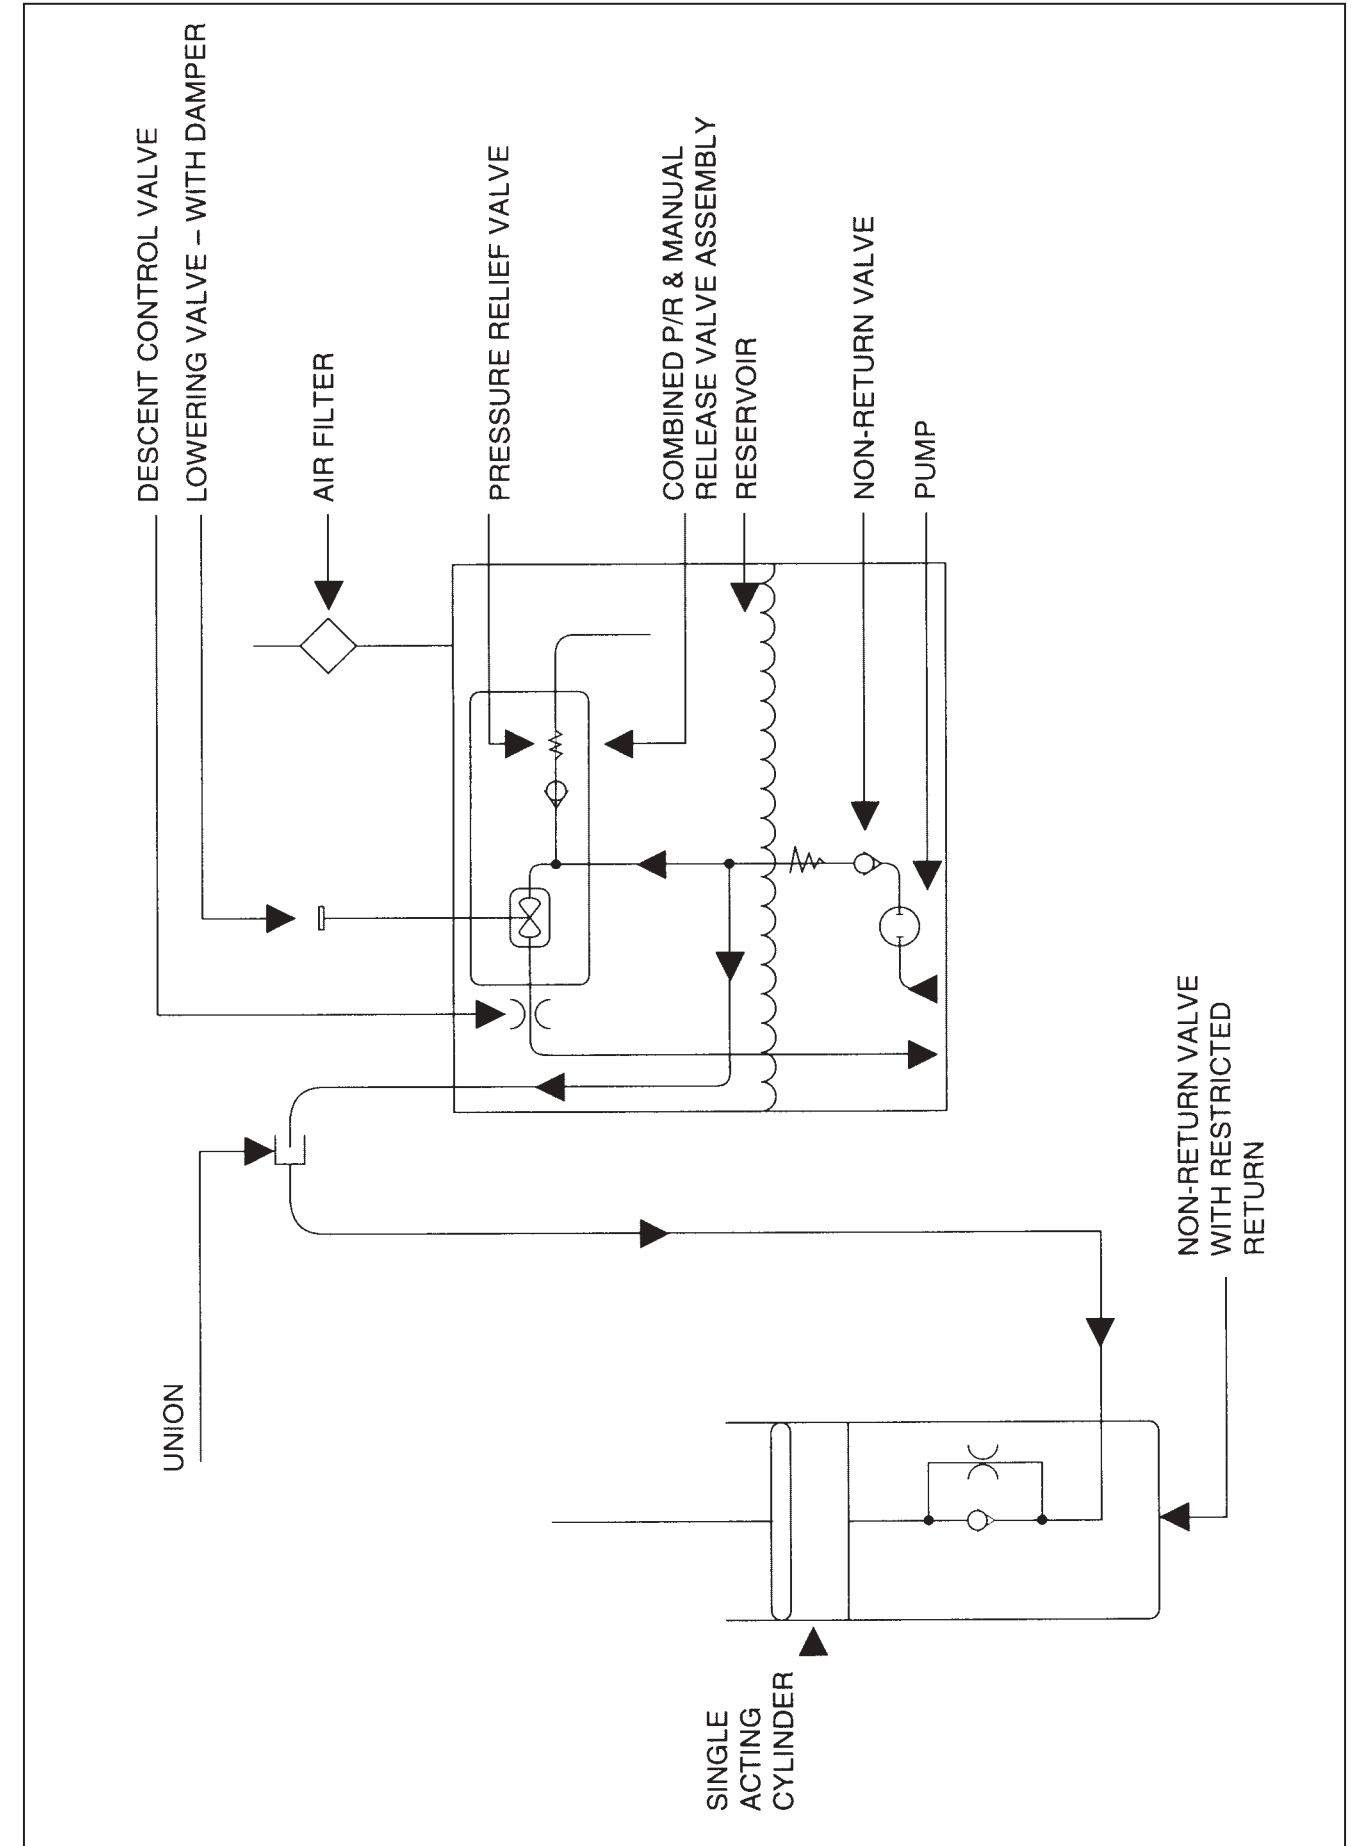 DESCENT CONTROL VALVE
LOWERING VALVE – WITH DAMPER
AIR FILTER
PRESSURE RELIEF VALVE
COMBINED P/R & MANUAL
RELEASE VALVE ASSEMBLY
RESERVOIR
NON-RETURN VALVE
PUMP
UNION
NON-RETURN VALVE
WITH RESTRICTED
RETURN
SINGLE
ACTING
CYLINDER